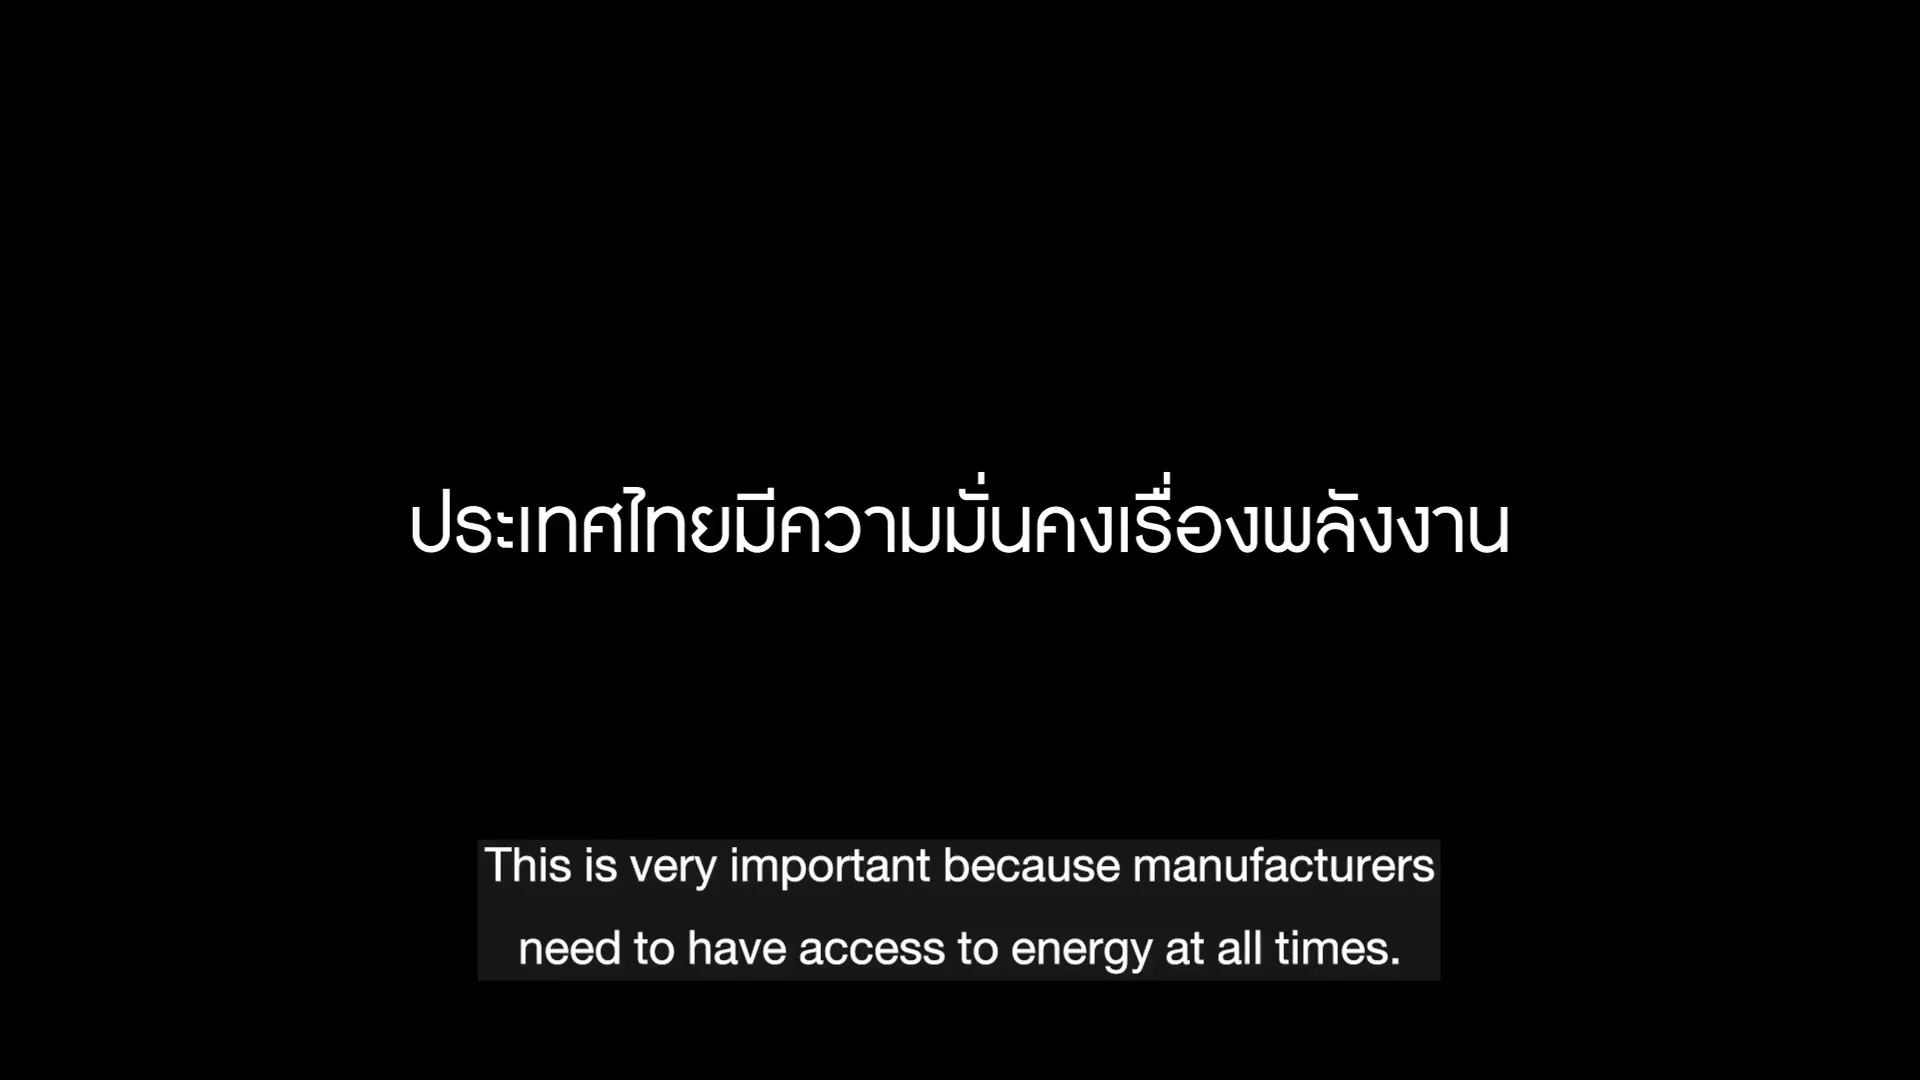 ประเทศไทยมีความมั่นคงเรื่องพลังงาน
This is very important because manufacturers
need to have access to energy at all times.